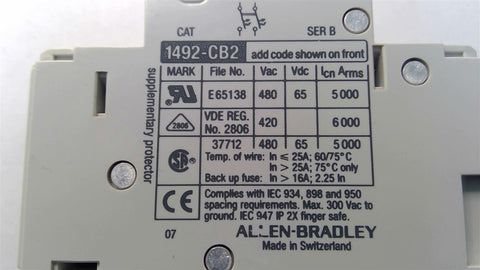 CAT SER B
1492-CB2 add code shown on front
MARK File No. Vac Vdc Icn Arms
E65138 480 65 5000
2806 VDE REG. No. 2806 420 6000
37712 480 65 5000
Temp. of wire: In ≤ 25A; 60/75°C
In > 25A; 75°C only
Back up fuse: In > 16A; 2.25 In
CE Complies with IEC 934, 898 and 950
spacing requirements. Max. 300 Vac to
ground. IEC 947 IP 2X finger safe.
07 ALLEN-BRADLEY
Made in Switzerland
supplementary protector